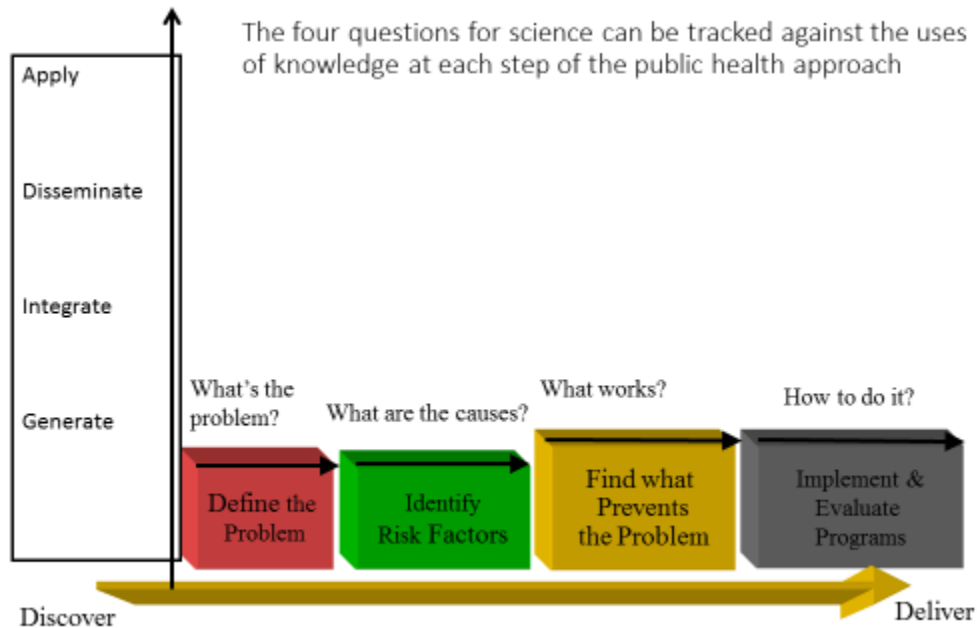 The four questions for science can be tracked against the uses
of knowledge at each step of the public health approach
Apply
Disseminate
Integrate
Generate
What's the
problem?
What are the causes?
What works?
How to do it?
Define the
Problem
Identify
Risk Factors
Find what
Prevents
the Problem
Implement &
Evaluate
Programs
Discover
Deliver